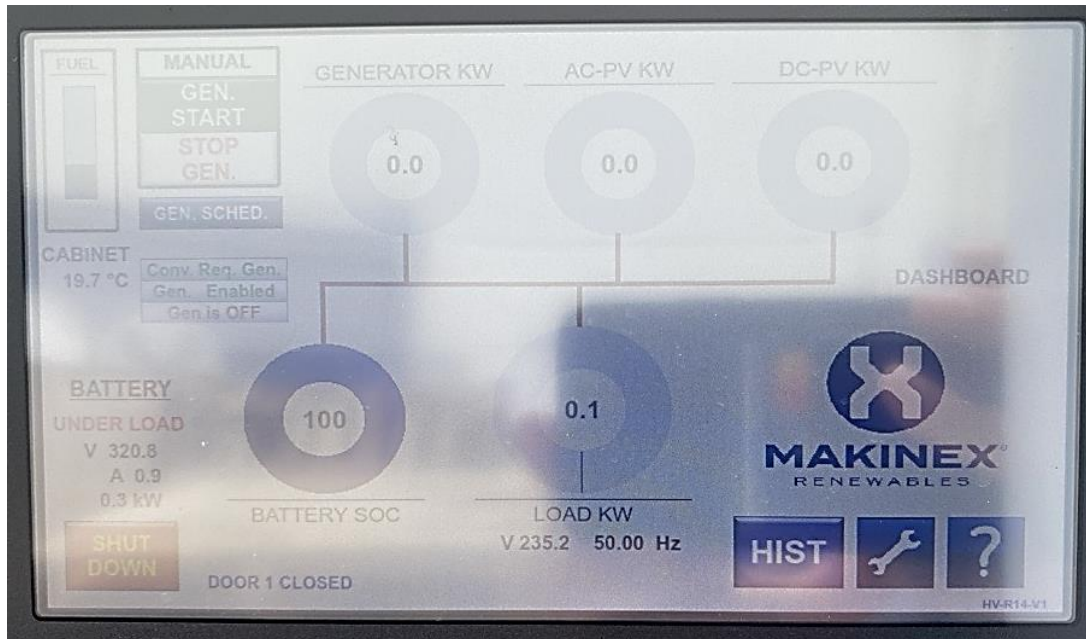 FUEL
MANUAL
GEN.
START
STOP
GEN.
GEN. SCHED.
GENERATOR KW
0.0
AC-PV KW
0.0
DC-PV KW
0.0
CABINET
19.7 °C
Conv. Req. Gen.
Gen. Enabled
Gen is OFF
DASHBOARD
BATTERY
UNDER LOAD
V 320.8
A 0.9
0.3 kW
SHUT
DOWN
100
BATTERY SOC
0.1
LOAD KW
V 235.2 50.00 Hz
DOOR 1 CLOSED
MAKINEX®
RENEWABLES
HIST
?
HV-R14-V1